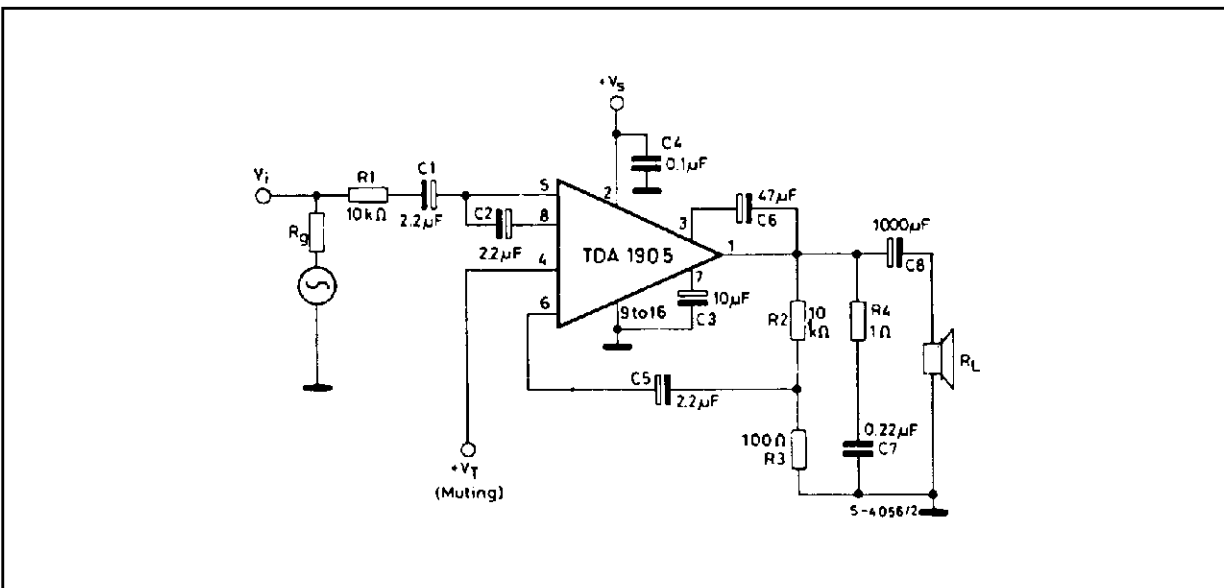 +Vs
C4
0.1µF
Vi
R1
10kΩ
C1
2.2µF
C2
2.2µF
Rg
5
8
4
6
2
TDA 1905
3
1
7
9 to 16
47µF
C6
10µF
C3
1000µF
C8
R2
10
kΩ
R4
1Ω
RL
C5
2.2µF
100Ω
R3
0.22µF
C7
+VT
(Muting)
S-4056/2